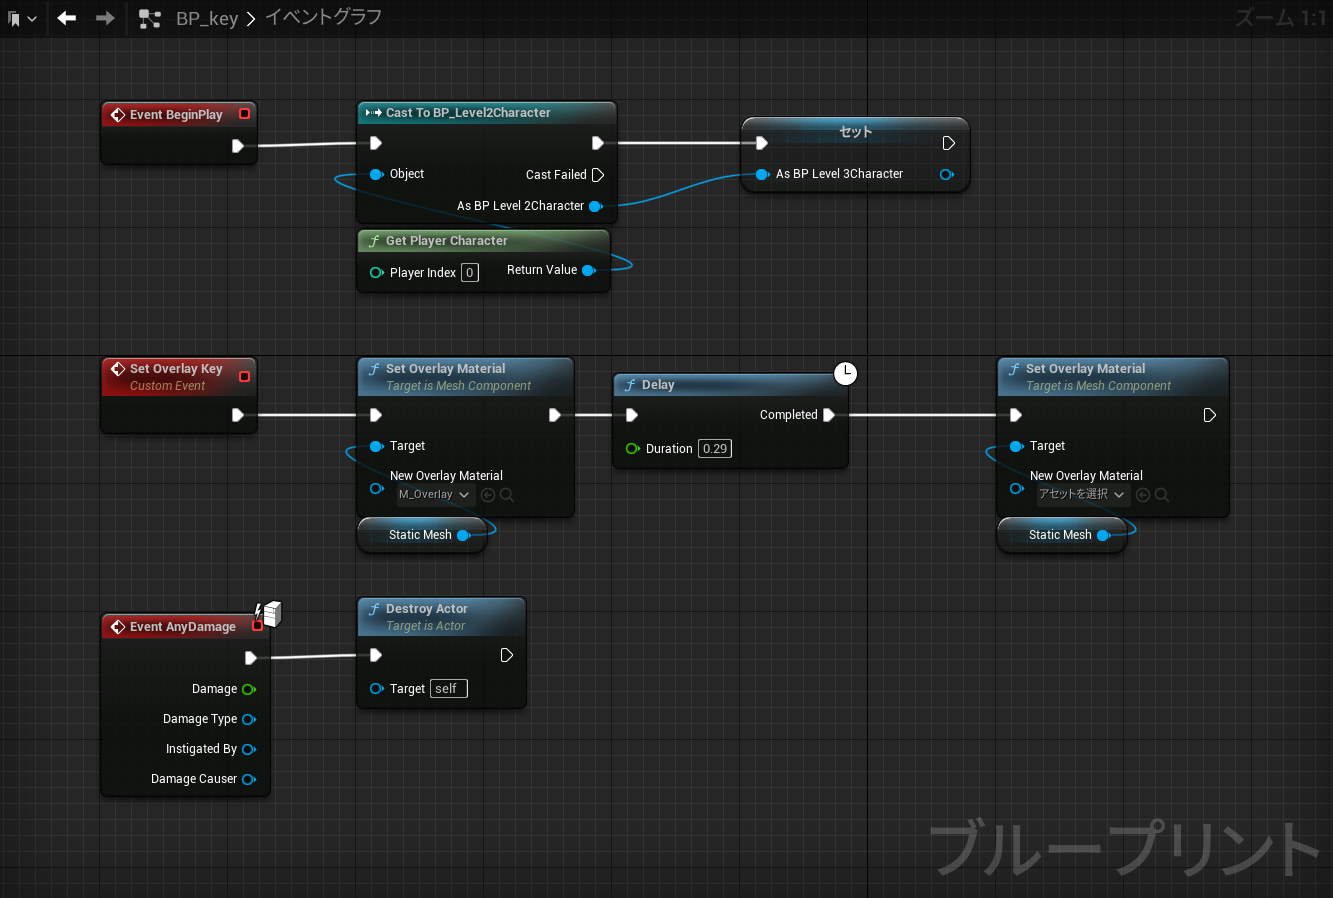 BP_key > イベントグラフ
ズーム 1:1
Event BeginPlay
Cast To BP_Level2Character
Object
Cast Failed
As BP Level 2Character
セット
As BP Level 3Character
Get Player Character
Player Index 0
Return Value
Set Overlay Key
Custom Event
Set Overlay Material
Target is Mesh Component
Target
New Overlay Material
M_Overlay
Static Mesh
Delay
Completed
Duration 0.29
Set Overlay Material
Target is Mesh Component
Target
New Overlay Material
アセットを選択
Static Mesh
Event AnyDamage
Damage
Damage Type
Instigated By
Damage Causer
Destroy Actor
Target is Actor
Target self
ブループリント